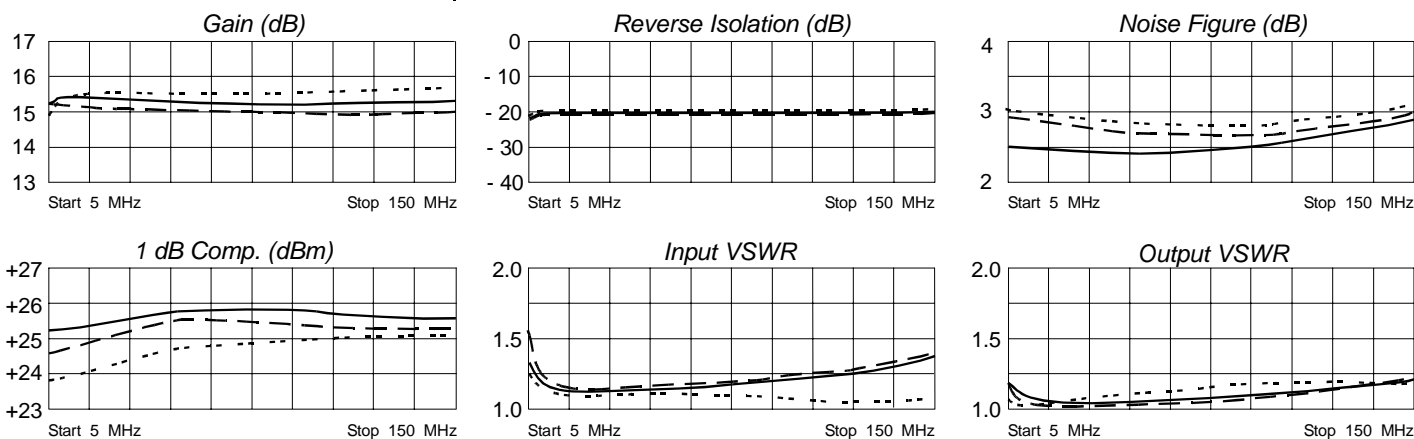 Gain (dB)
17
16
15
14
13
Start 5 MHz
Stop 150 MHz
Reverse Isolation (dB)
0
- 10
- 20
- 30
- 40
Start 5 MHz
Stop 150 MHz
Noise Figure (dB)
4
3
2
Start 5 MHz
Stop 150 MHz
1 dB Comp. (dBm)
+27
+26
+25
+24
+23
Start 5 MHz
Stop 150 MHz
Input VSWR
2.0
1.5
1.0
Start 5 MHz
Stop 150 MHz
Output VSWR
2.0
1.5
1.0
Start 5 MHz
Stop 150 MHz